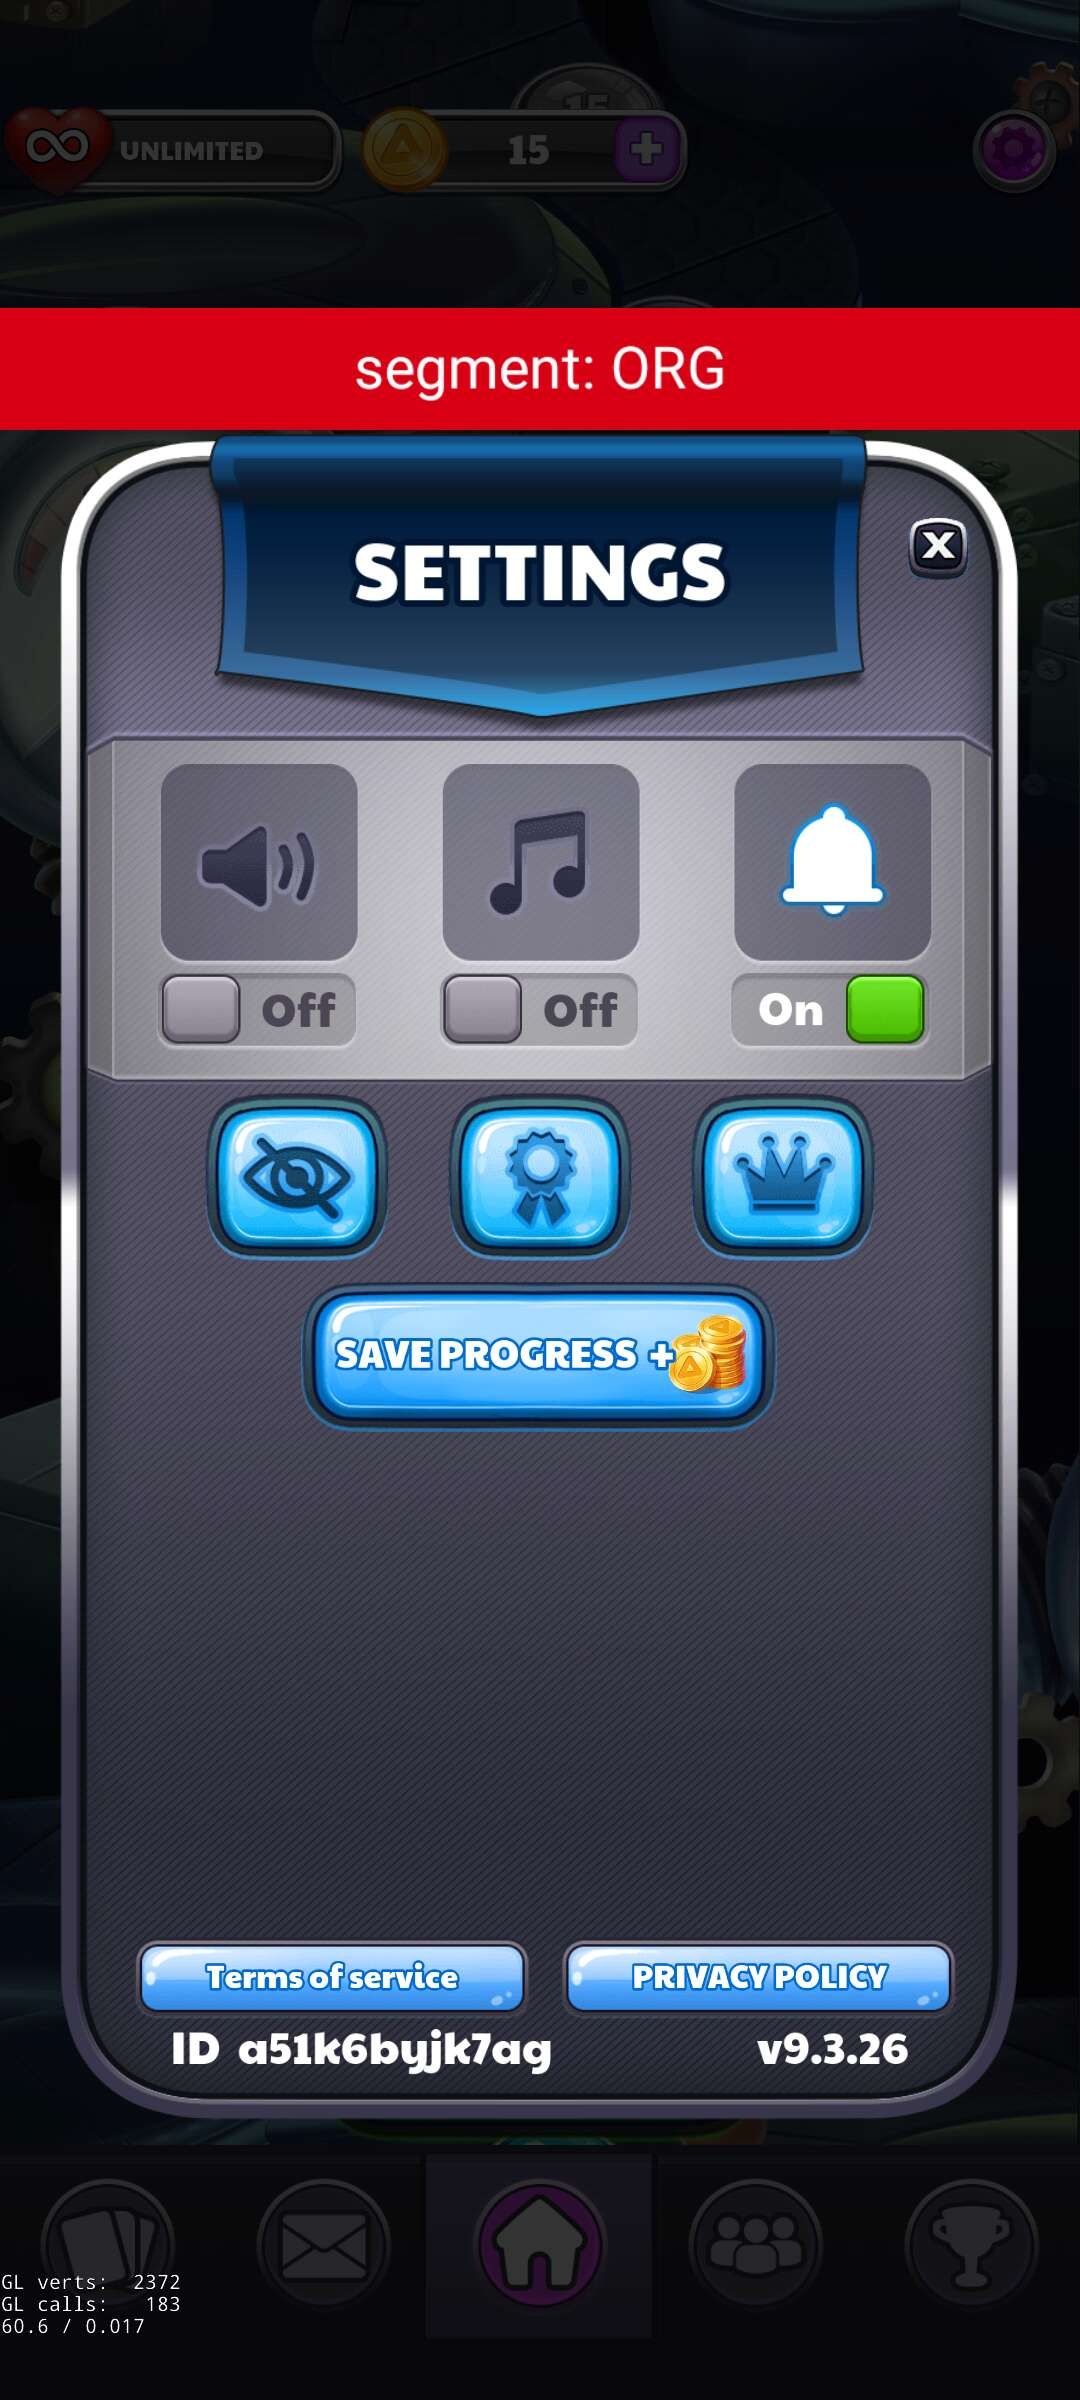 15
UNLIMITED
15
segment: ORG
SETTINGS
X
Off
Off
On
SAVE PROGRESS +
Terms of service
PRIVACY POLICY
ID a51k6byjk7ag
v9.3.26
GL verts: 2372
GL calls: 183
60.6 / 0.017